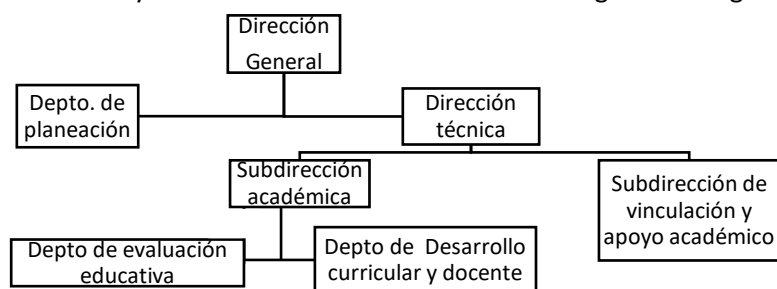 Dirección
General
Depto. de
planeación
Dirección
técnica
Subdirección
académica
Subdirección de
vinculación y
apoyo académico
Depto de evaluación
educativa
Depto de Desarrollo
curricular y docente